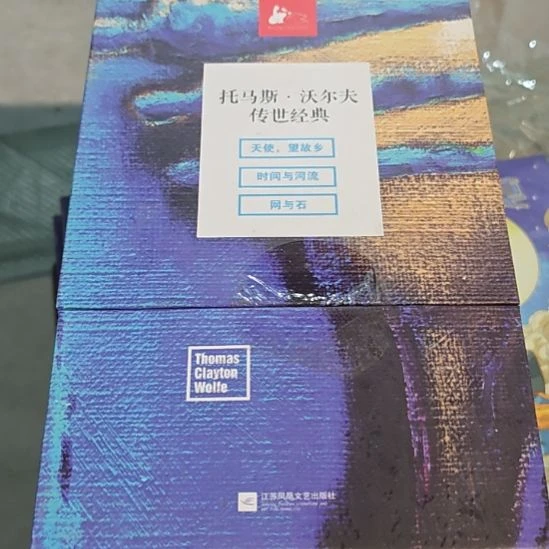 托马斯·沃尔夫
传世经典
天使，望故乡
时间与河流
网与石
Thomas
Clayton
Wolfe
江苏凤凰文艺出版社